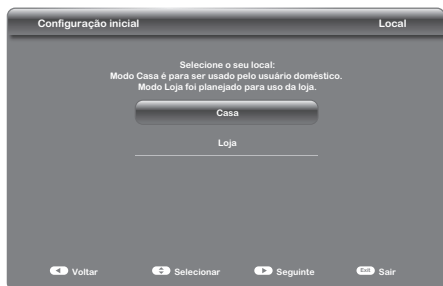 Configuração inicial Local
Selecione o seu local:
Modo Casa é para ser usado pelo usuário doméstico.
Modo Loja foi planejado para uso da loja.
Casa
Loja
Voltar Selecionar Seguinte Exit Sair